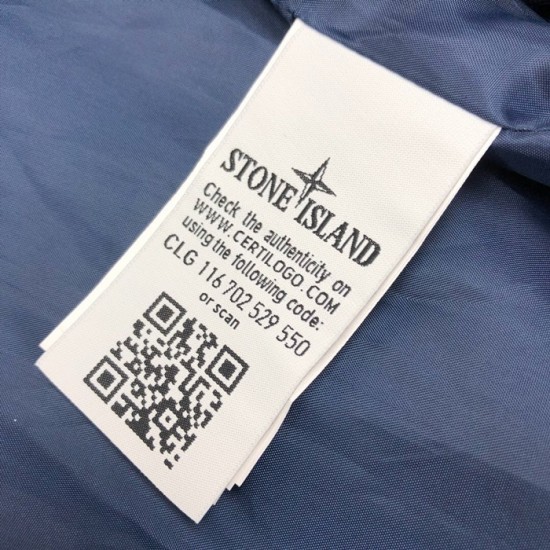 STONE ISLAND
Check the authenticity on
WWW.CERTILOGO.COM
using the following code:
CLG 116 702 529 550
or scan